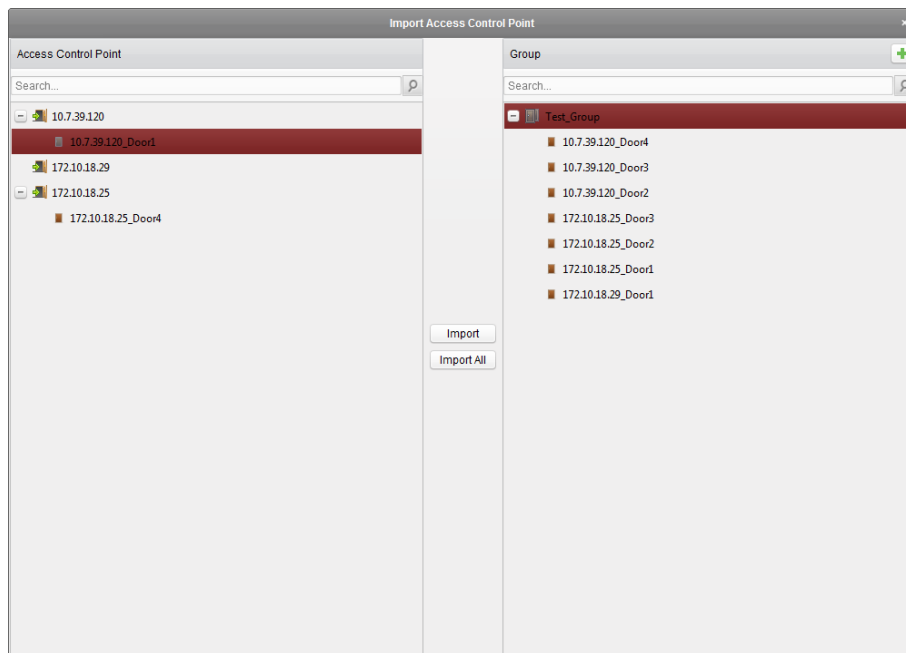 Import Access Control Point
Access Control Point
Search...
10.7.39.120
10.7.39.120_Door1
172.10.18.29
172.10.18.25
172.10.18.25_Door4
Import
Import All
Group
Search...
Test_Group
10.7.39.120_Door4
10.7.39.120_Door3
10.7.39.120_Door2
172.10.18.25_Door3
172.10.18.25_Door2
172.10.18.25_Door1
172.10.18.29_Door1